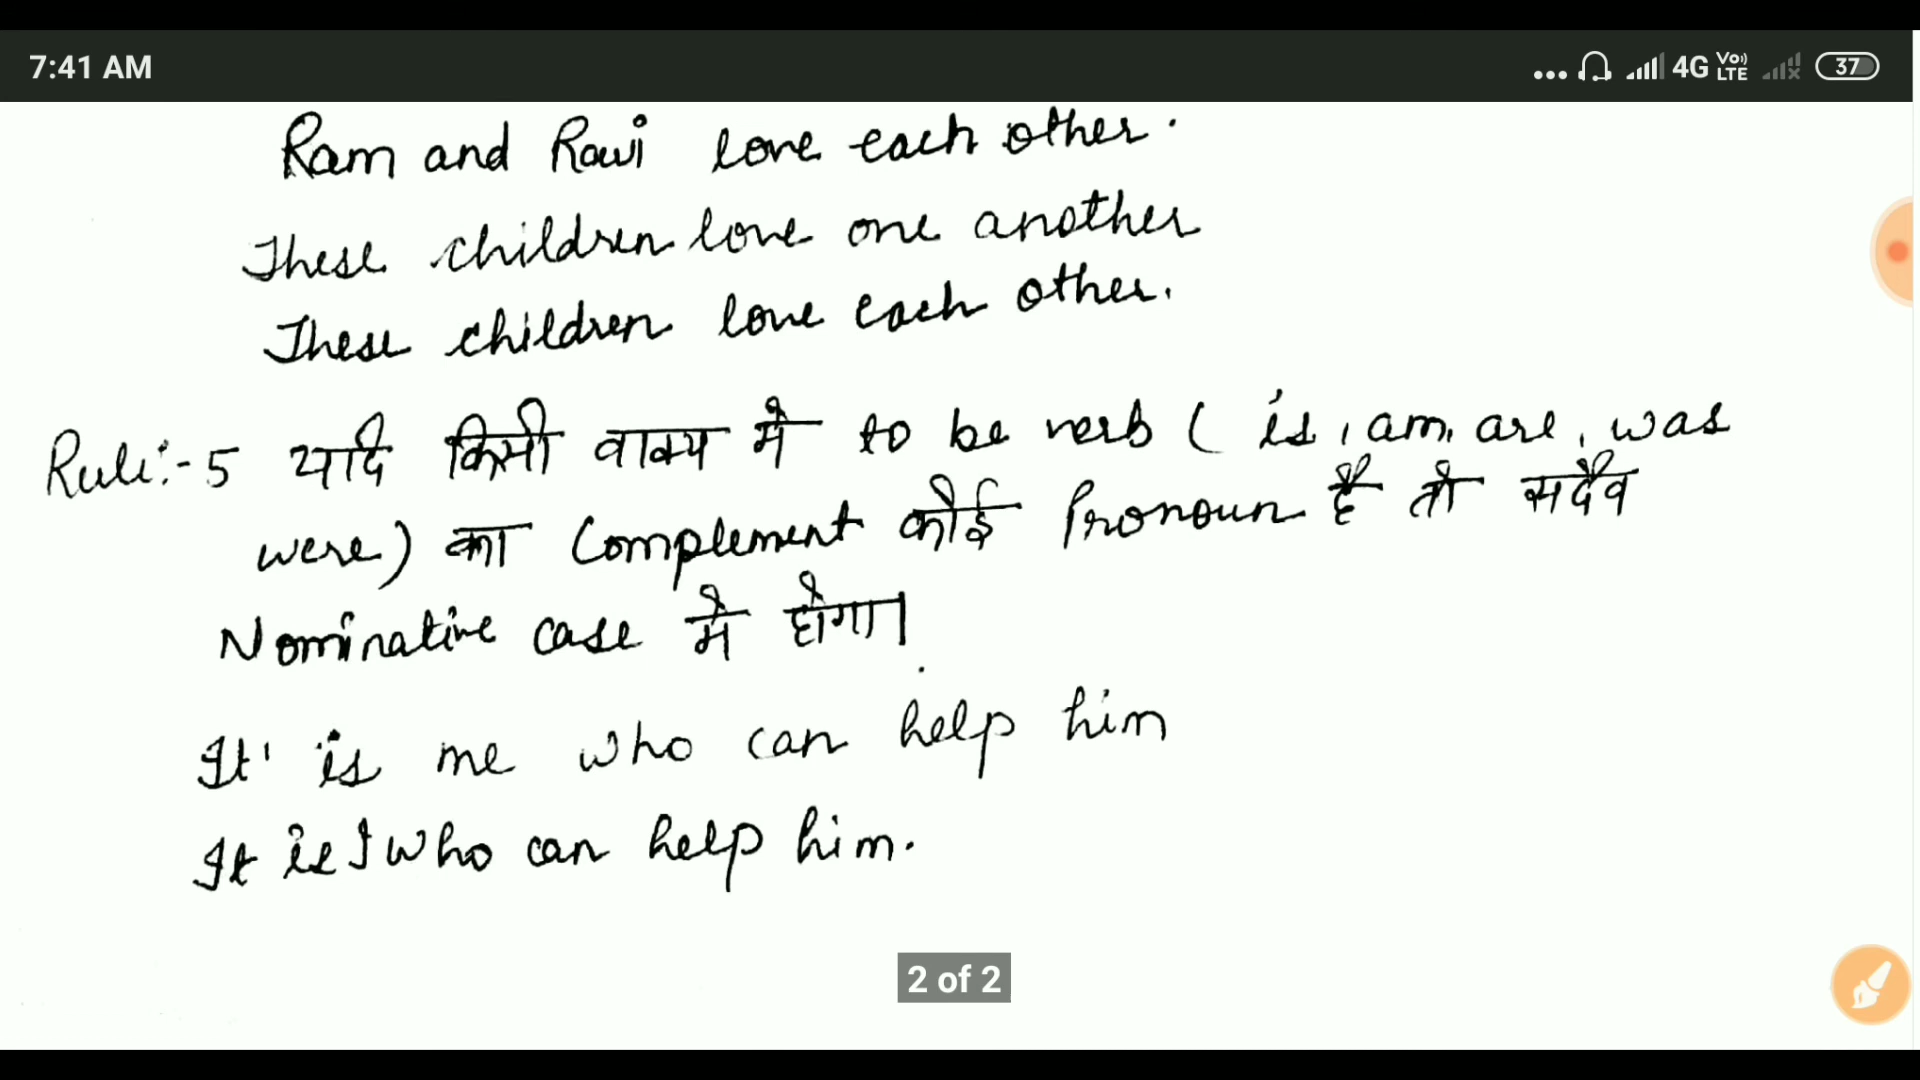 7:41 AM ... 4G Vo)) LTE 37
Ram and Ravi love each other.
These children love one another
These children love each other.
Rule:-5 यदि किसी वाक्य मे to be verb ( is, am, are, was
were) का Complement कोई Pronoun है तो सदैव
Nominative case मे होगा।
It is me who can help him
It is I who can help him.
2 of 2